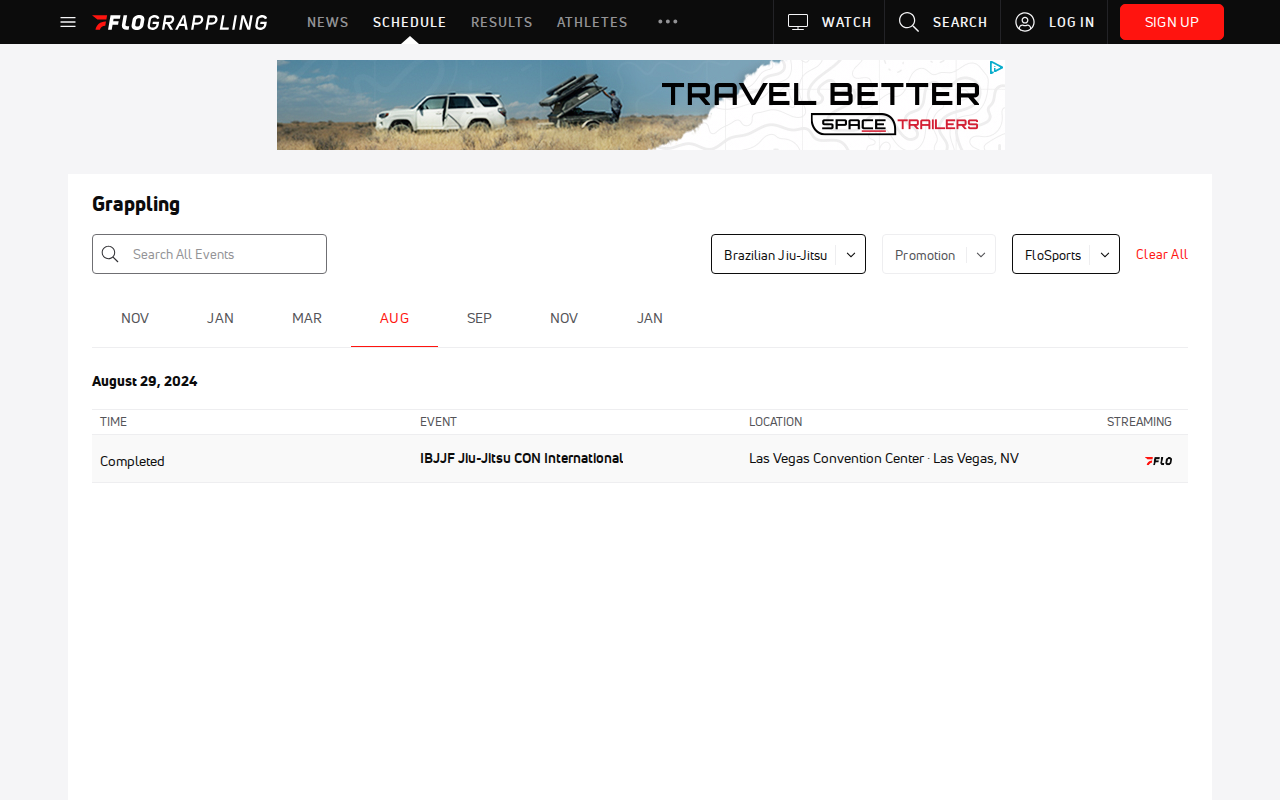 FLOGRAPPLING NEWS SCHEDULE RESULTS ATHLETES WATCH SEARCH LOG IN SIGN UP
TRAVEL BETTER
SPACE TRAILERS
Grappling
Search All Events Brazilian Jiu-Jitsu Promotion FloSports Clear All
NOV JAN MAR AUG SEP NOV JAN
August 29, 2024
TIME EVENT LOCATION STREAMING
Completed IBJJF Jiu-Jitsu CON International Las Vegas Convention Center · Las Vegas, NV FLO